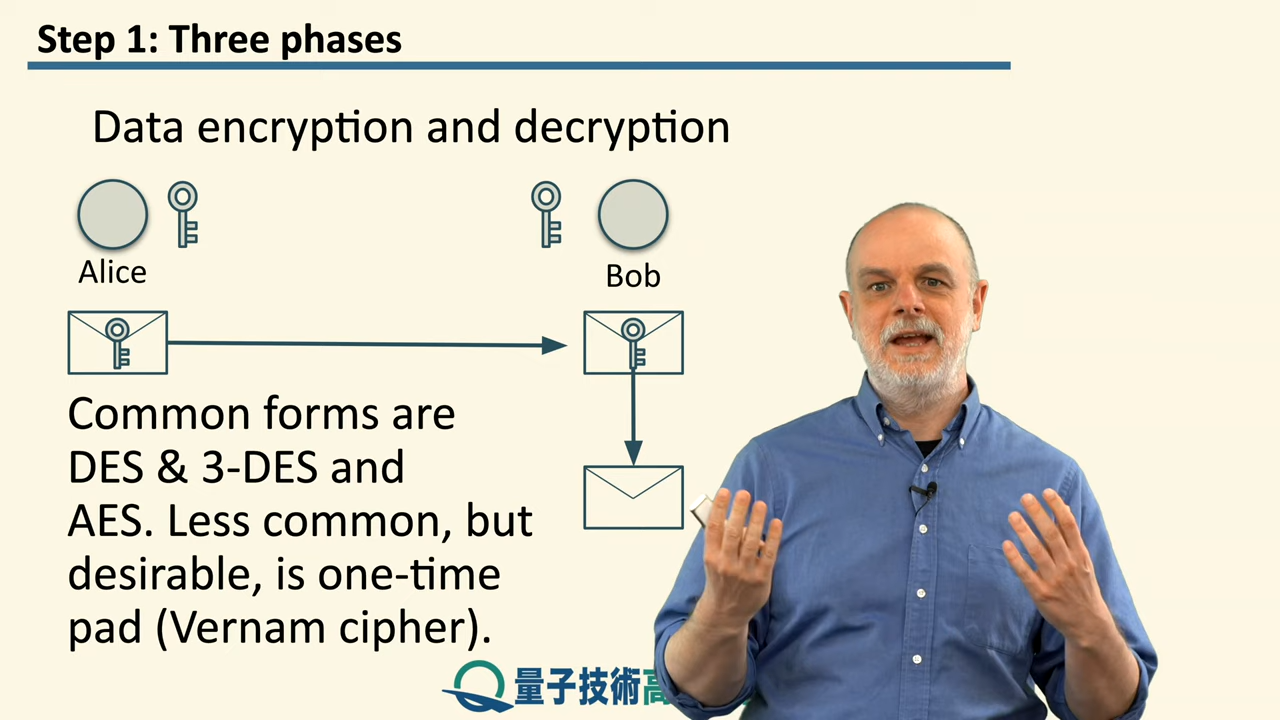 Step 1: Three phases
Data encryption and decryption
Alice
Bob
Common forms are
DES & 3-DES and
AES. Less common, but
desirable, is one-time
pad (Vernam cipher).
量子技術高